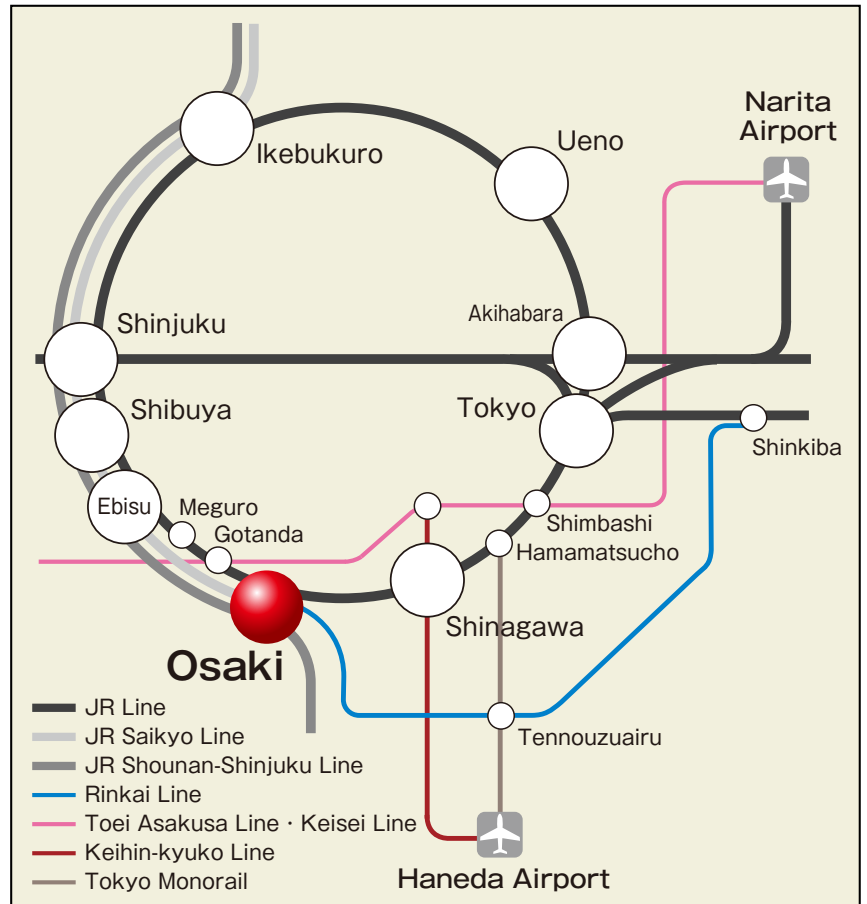 Narita
Airport
Ueno
Ikebukuro
Akihabara
Shinjuku
Shibuya
Tokyo
Shinkiba
Ebisu
Meguro
Gotanda
Shimbashi
Hamamatsucho
Shinagawa
Osaki
Tennouzuairu
JR Line
JR Saikyo Line
JR Shounan-Shinjuku Line
Rinkai Line
Toei Asakusa Line・Keisei Line
Keihin-kyuko Line
Tokyo Monorail
Haneda Airport